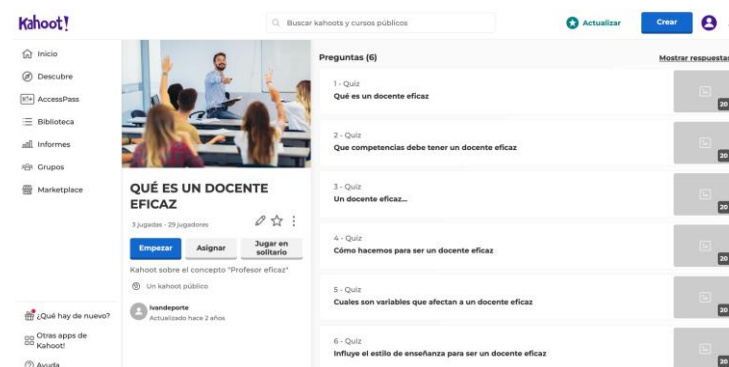 Kahoot!
Buscar kahoots y cursos públicos
Actualizar
Crear
Inicio
Descubre
AccessPass
Biblioteca
Informes
Grupos
Marketplace
¿Qué hay de nuevo?
Otras apps de
Kahoot!
Ayuda
QUÉ ES UN DOCENTE
EFICAZ
3 jugadas - 29 jugadores
Empezar
Asignar
Jugar en
solitario
Kahoot sobre el concepto "Profesor eficaz"
Un kahoot público
ivandeporte
Actualizado hace 2 años
Preguntas (6)
Mostrar respuestas
1 - Quiz
Qué es un docente eficaz
20
2 - Quiz
Que competencias debe tener un docente eficaz
20
3 - Quiz
Un docente eficaz...
20
4 - Quiz
Cómo hacemos para ser un docente eficaz
20
5 - Quiz
Cuales son variables que afectan a un docente eficaz
20
6 - Quiz
Influye el estilo de enseñanza para ser un docente eficaz
20